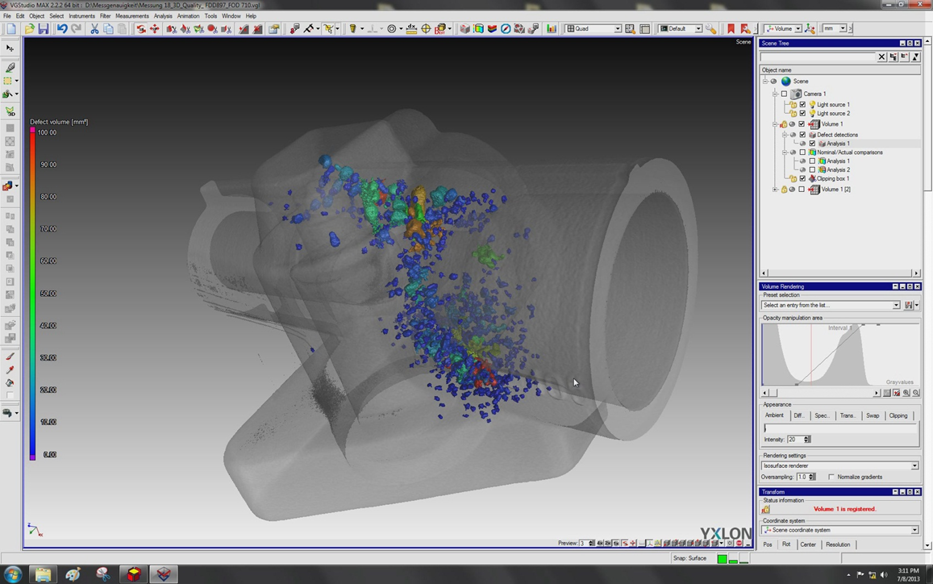 VGStudio MAX 2.2.2 64 bit : D:\Messgenauigkeit\Messung 18_3D_Quality_FDD897_FOD 710.vgl
File Edit Select Instruments Filter Measurements Analysis Animation Tools Window Help
Quad Default Volume mm
Scene
Defect volume [mm³]
100.00
90.00
80.00
70.00
60.00
50.00
40.00
30.00
20.00
10.00
0.00
YXLON
Preview: 3
Scene Tree
Object name
Scene
Camera 1
Light source 1
Light source 2
Volume 1
Defect detections
Analysis 1
Nominal/Actual comparisons
Analysis 1
Analysis 2
Clipping box 1
Volume 1 [2]
Volume Rendering
Preset selection
Select an entry from the list...
Opacity manipulation area
Interval 1
Grayvalues
Appearance
Ambient Diff... Spec... Trans... Swap Clipping
Intensity: 20
Rendering settings
Isosurface renderer
Oversampling: 1.0 Normalize gradients
Transform
Status information
Volume 1 is registered.
Coordinate system
Scene coordinate system
Pos Rot Center Resolution
Snap: Surface
3:11 PM
7/8/2013